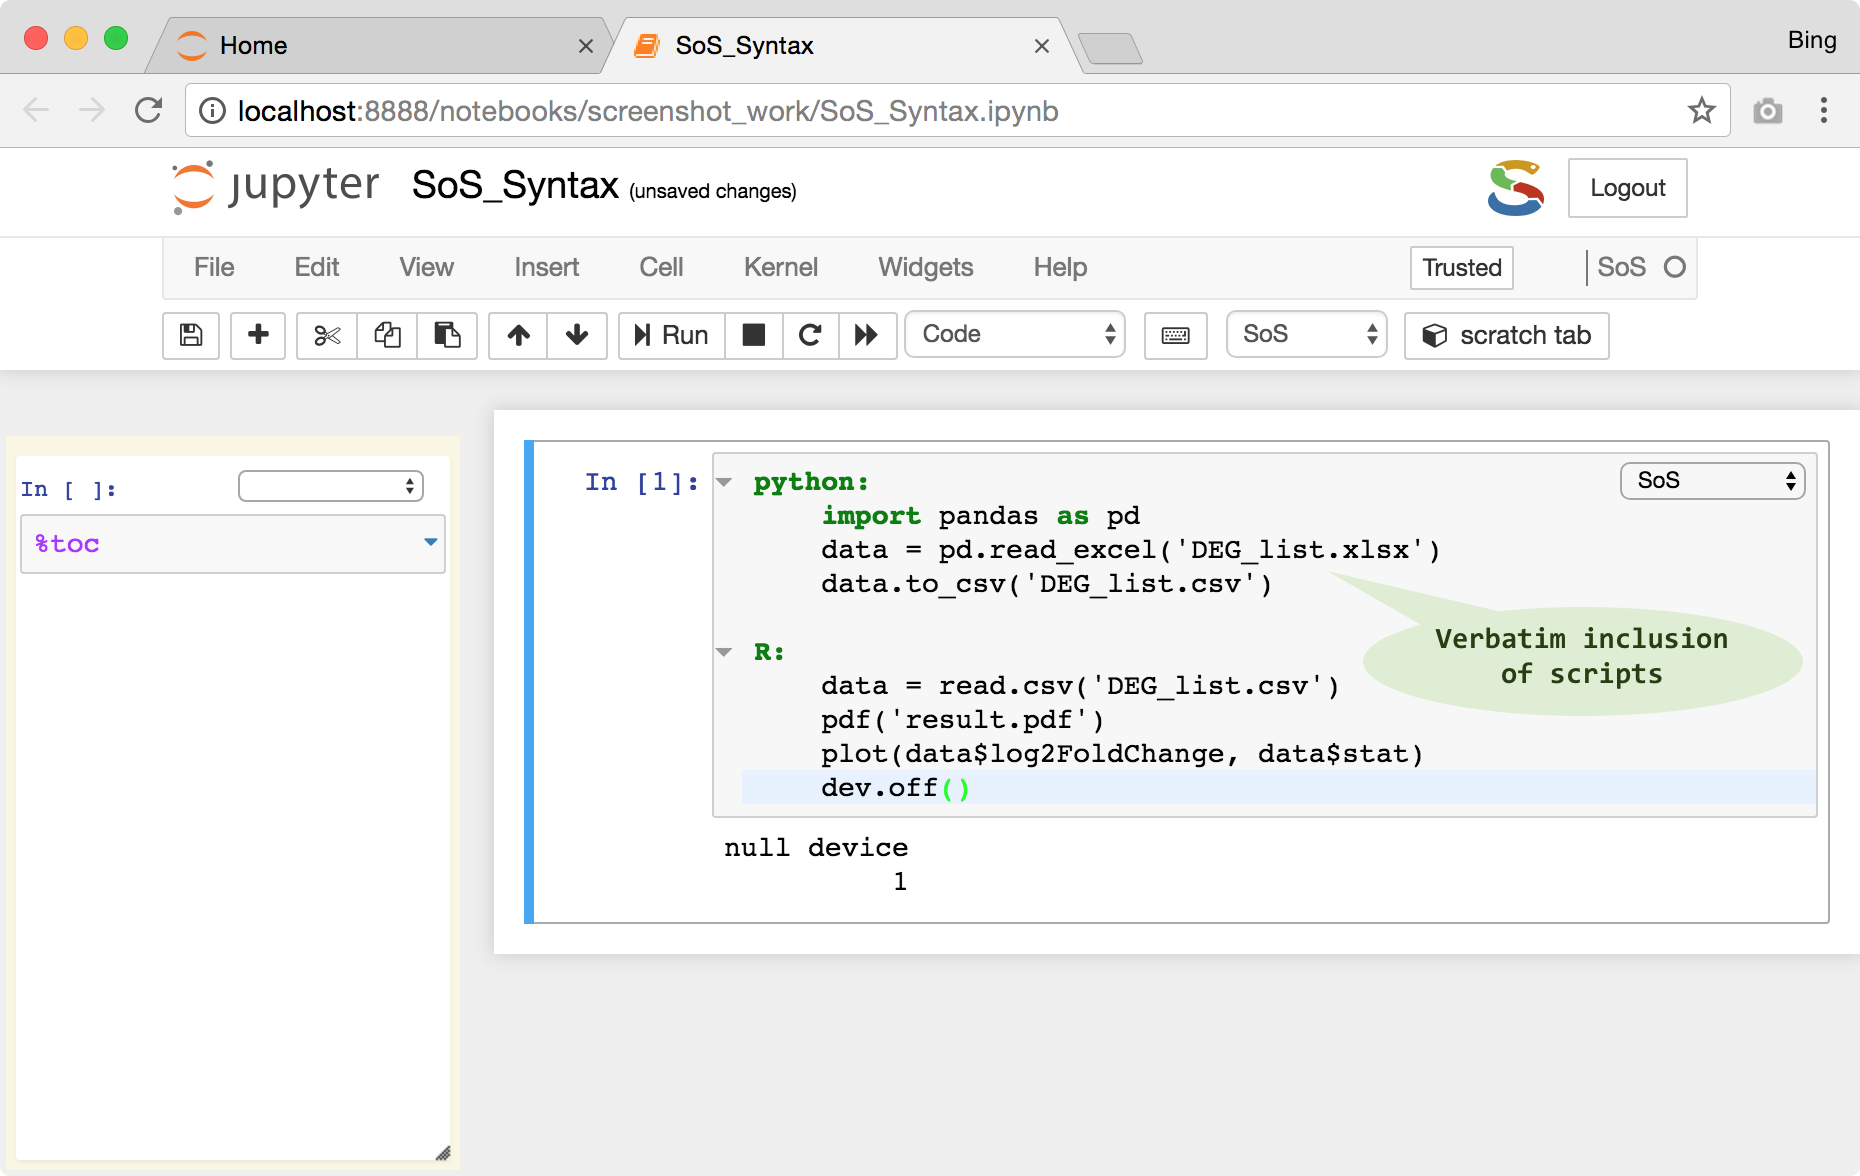 Home
SoS_Syntax
Bing
localhost:8888/notebooks/screenshot_work/SoS_Syntax.ipynb
jupyter SoS_Syntax (unsaved changes)
Logout
File Edit View Insert Cell Kernel Widgets Help Trusted SoS
Run Code SoS scratch tab
In [ ]:
%toc
In [1]:
SoS
python:
import pandas as pd
data = pd.read_excel('DEG_list.xlsx')
data.to_csv('DEG_list.csv')
Verbatim inclusion
of scripts
R:
data = read.csv('DEG_list.csv')
pdf('result.pdf')
plot(data$log2FoldChange, data$stat)
dev.off()
null device
1